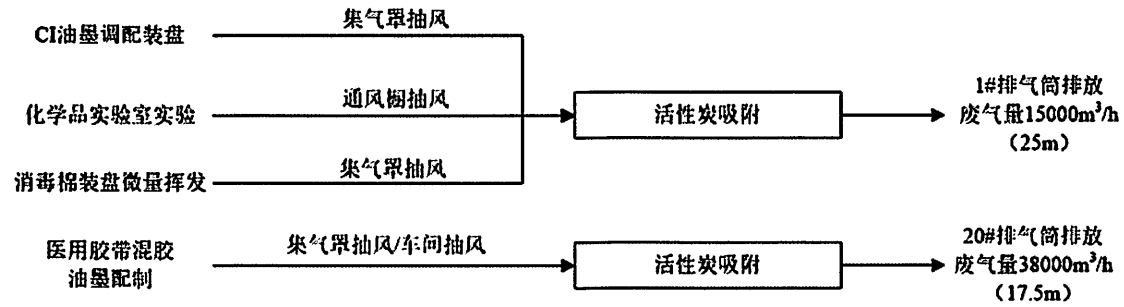 CI油墨调配装盘
集气罩抽风
化学品实验室实验
通风橱抽风
活性炭吸附
1#排气筒排放
废气量15000m³/h
（25m）
消毒棉装盘微量挥发
集气罩抽风
医用胶带混胶
油墨配制
集气罩抽风/车间抽风
活性炭吸附
20#排气筒排放
废气量38000m³/h
（17.5m）